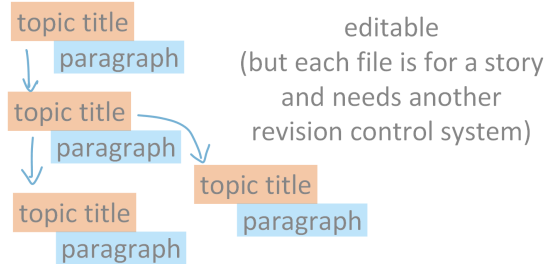 topic title
paragraph
topic title
paragraph
topic title
paragraph
topic title
paragraph
editable
(but each file is for a story
and needs another
revision control system)